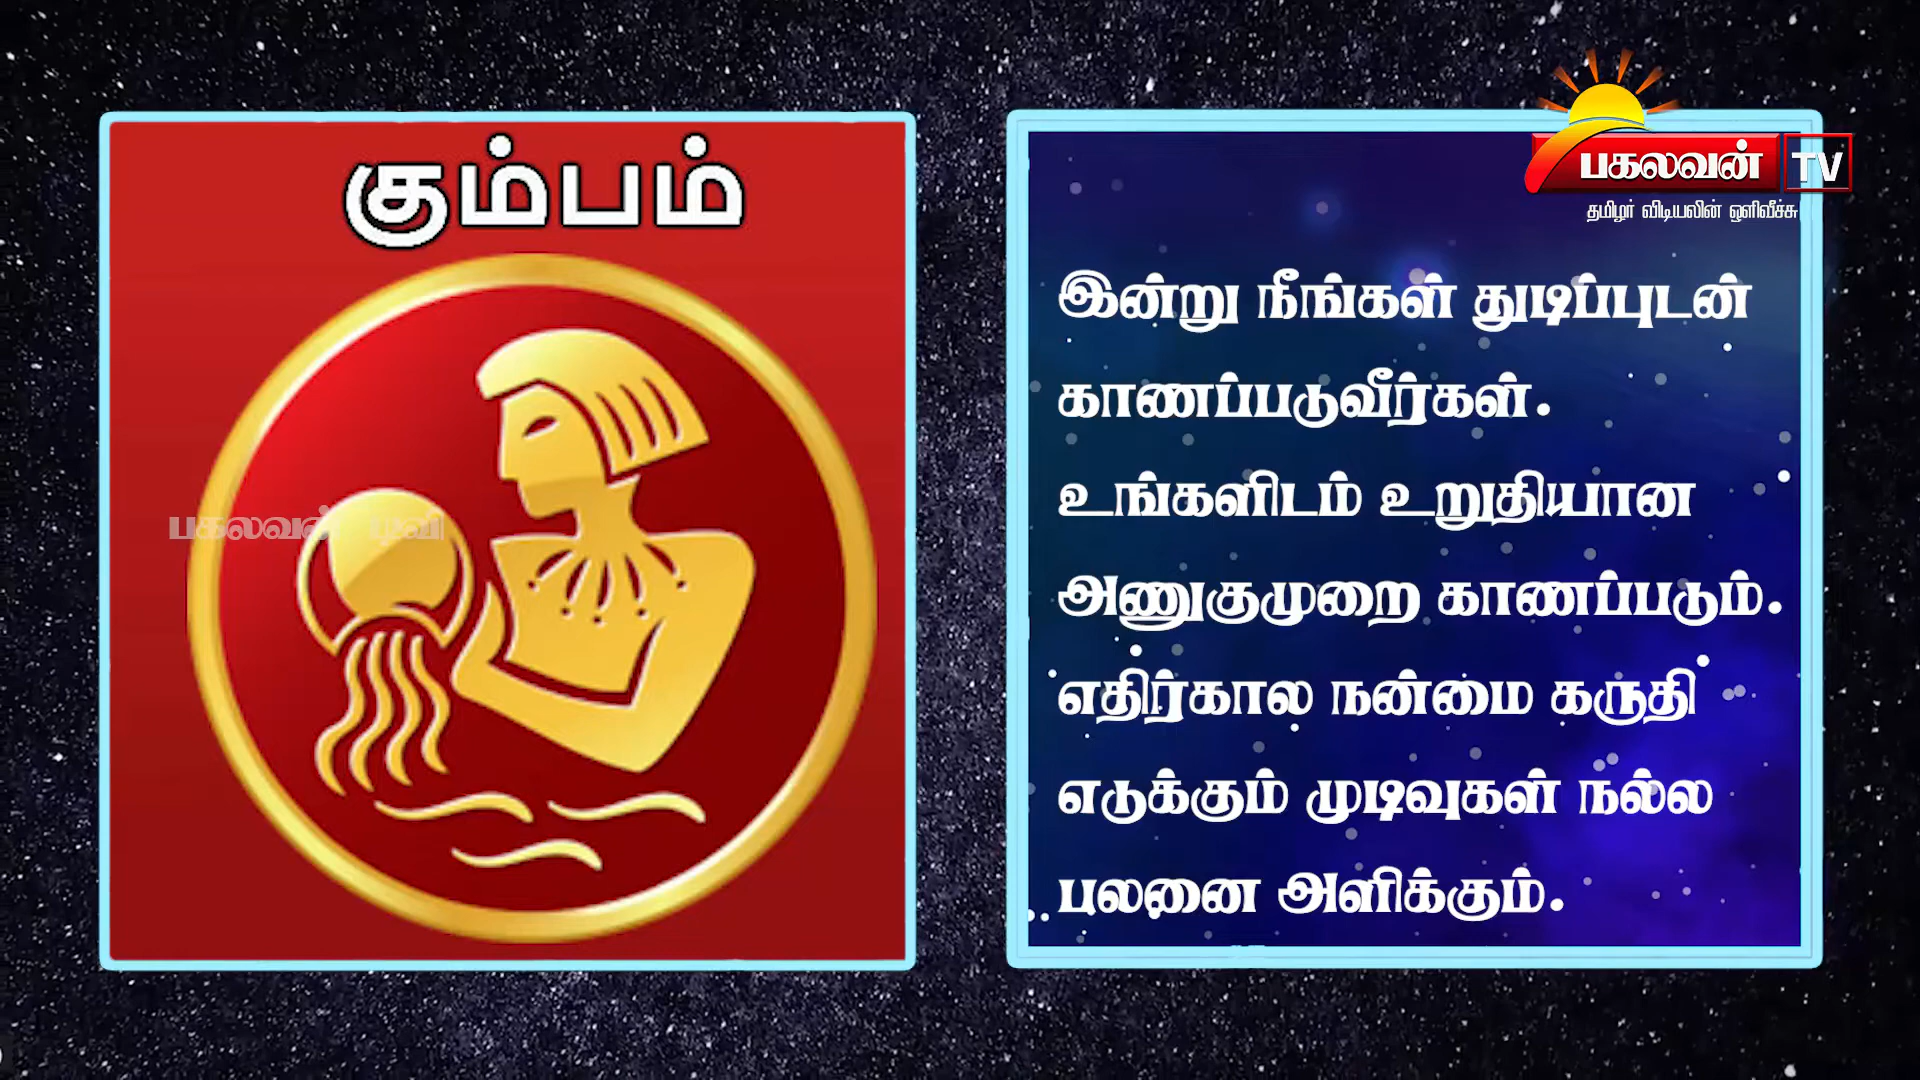 கும்பம்
பகலவன் TV
தமிழர் விடியலின் ஒளிவீச்சு
இன்று நீங்கள் துடிப்புடன்
காணப்படுவீர்கள்.
உங்களிடம் உறுதியான
அணுகுமுறை காணப்படும்.
எதிர்கால நன்மை கருதி
எடுக்கும் முடிவுகள் நல்ல
பலனை அளிக்கும்.
பகலவன்